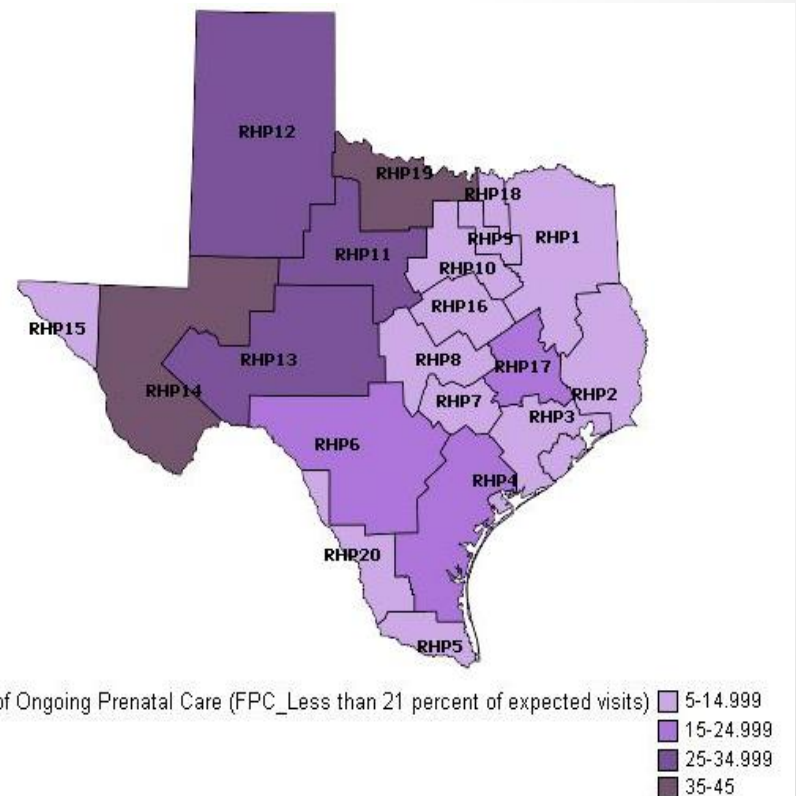 RHP12
RHP19
RHP18
RHP11
RHP9
RHP1
RHP10
RHP16
RHP15
RHP13
RHP8
RHP17
RHP14
RHP7
RHP2
RHP3
RHP6
RHP4
RHP20
RHP5
of Ongoing Prenatal Care (FPC_Less than 21 percent of expected visits)
5-14.999
15-24.999
25-34.999
35-45